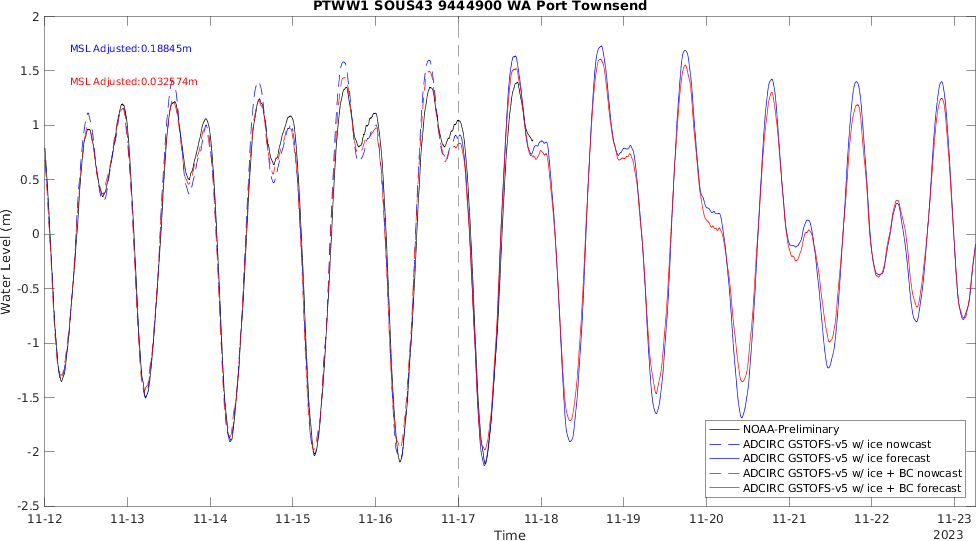 PTWW1 SOUS43 9444900 WA Port Townsend
2
1.5
1
0.5
0
-0.5
-1
-1.5
-2
-2.5
Water Level (m)
MSL Adjusted:0.18845m
MSL Adjusted:0.032574m
NOAA-Preliminary
ADCIRC GSTOFS-v5 w/ ice nowcast
ADCIRC GSTOFS-v5 w/ ice forecast
ADCIRC GSTOFS-v5 w/ ice + BC nowcast
ADCIRC GSTOFS-v5 w/ ice + BC forecast
11-12 11-13 11-14 11-15 11-16 11-17 11-18 11-19 11-20 11-21 11-22 11-23
Time
2023